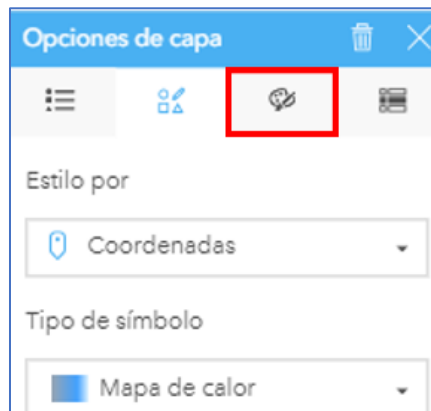 Opciones de capa
Estilo por
Coordenadas
Tipo de símbolo
Mapa de calor